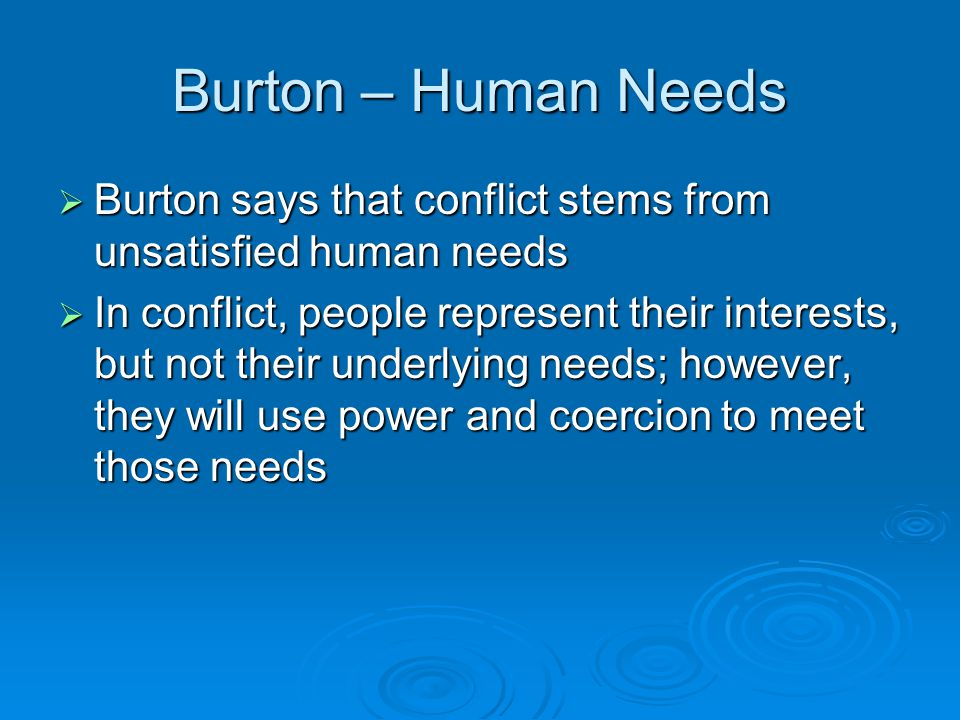 Burton – Human Needs
➢ Burton says that conflict stems from
unsatisfied human needs
➢ In conflict, people represent their interests,
but not their underlying needs; however,
they will use power and coercion to meet
those needs